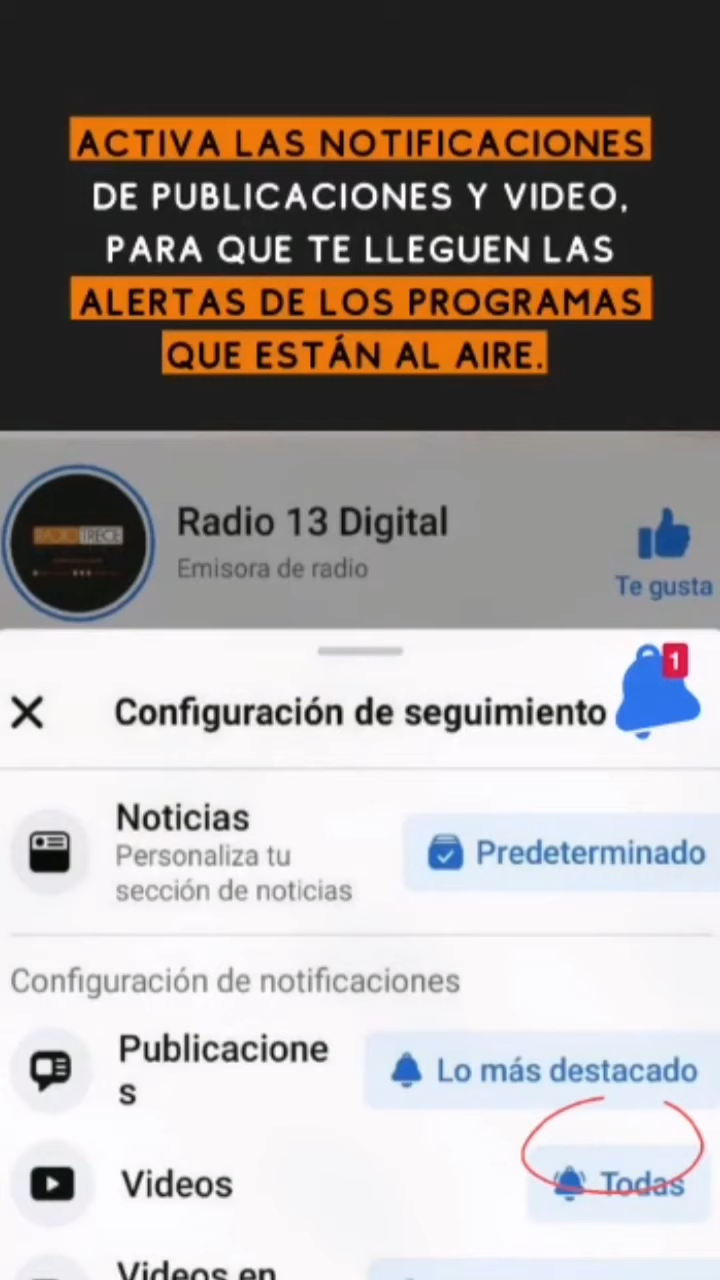 ACTIVA LAS NOTIFICACIONES
DE PUBLICACIONES Y VIDEO,
PARA QUE TE LLEGUEN LAS
ALERTAS DE LOS PROGRAMAS
QUE ESTÁN AL AIRE.
RADIO TRECE
Radio 13 Digital
Emisora de radio
Te gusta
1
Configuración de seguimiento
Noticias
Personaliza tu
sección de noticias
Predeterminado
Configuración de notificaciones
Publicacione
s
Lo más destacado
Videos
Todas
Videos en